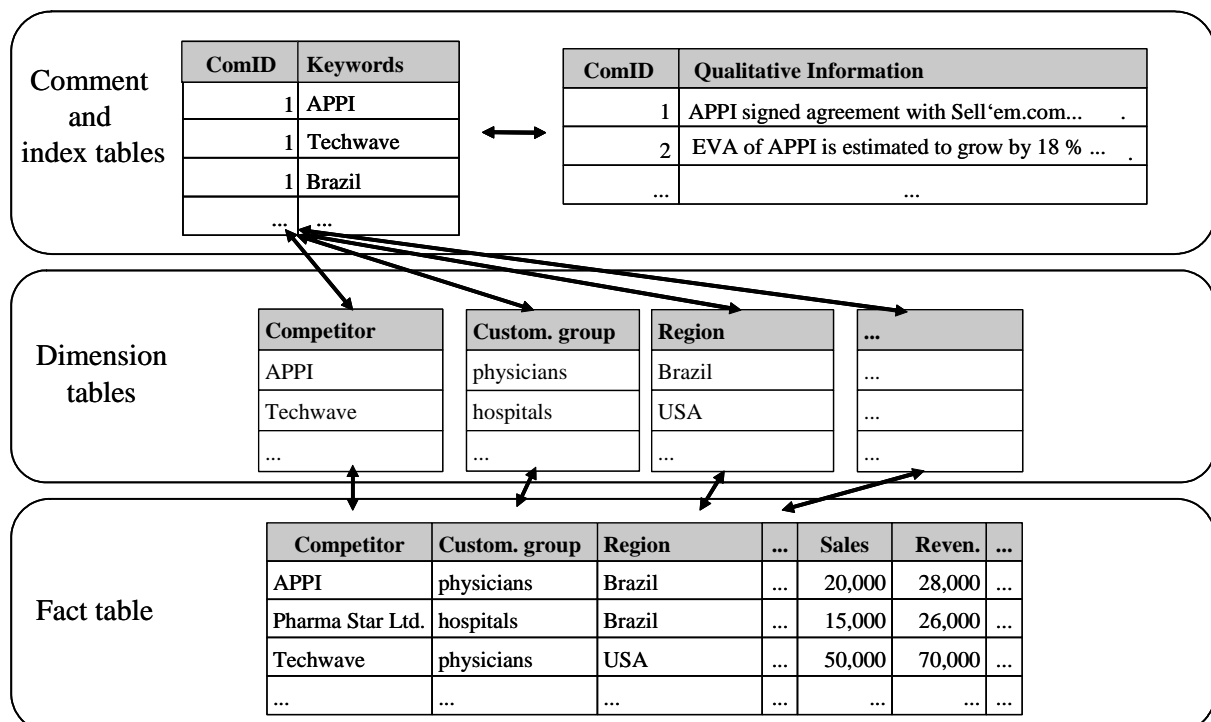 Comment
and
index tables
ComID Keywords
1 APPI
1 Techwave
1 Brazil
... ...
ComID Qualitative Information
1 APPI signed agreement with Sell‘em.com... .
2 EVA of APPI is estimated to grow by 18 % ... .
... ...
Dimension
tables
Competitor
APPI
Techwave
...
Custom. group
physicians
hospitals
...
Region
Brazil
USA
...
...
...
...
...
Fact table
Competitor Custom. group Region ... Sales Reven. ...
APPI physicians Brazil ... 20,000 28,000 ...
Pharma Star Ltd. hospitals Brazil ... 15,000 26,000 ...
Techwave physicians USA ... 50,000 70,000 ...
... ... ... ... ... ... ...